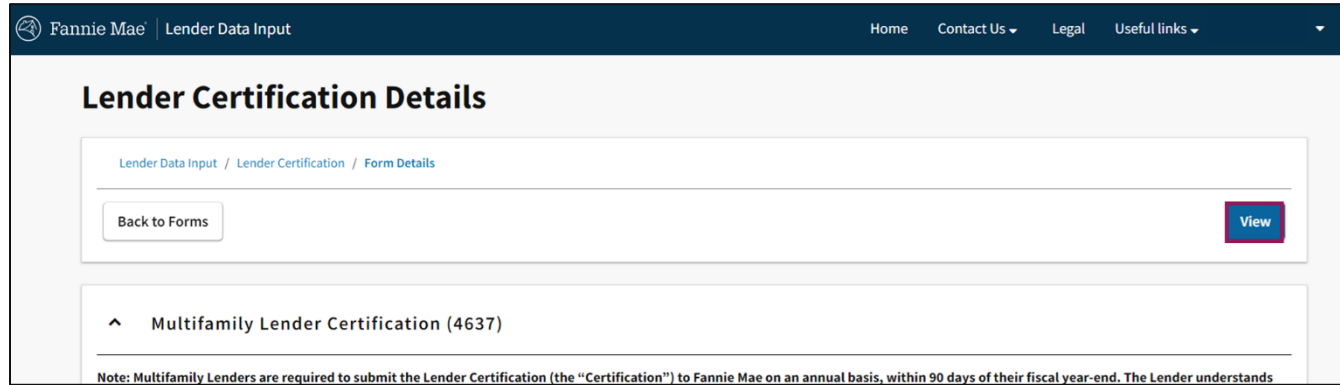 Fannie Mae | Lender Data Input Home Contact Us Legal Useful links
Lender Certification Details
Lender Data Input / Lender Certification / Form Details
Back to Forms View
Multifamily Lender Certification (4637)
Note: Multifamily Lenders are required to submit the Lender Certification (the “Certification”) to Fannie Mae on an annual basis, within 90 days of their fiscal year-end. The Lender understands